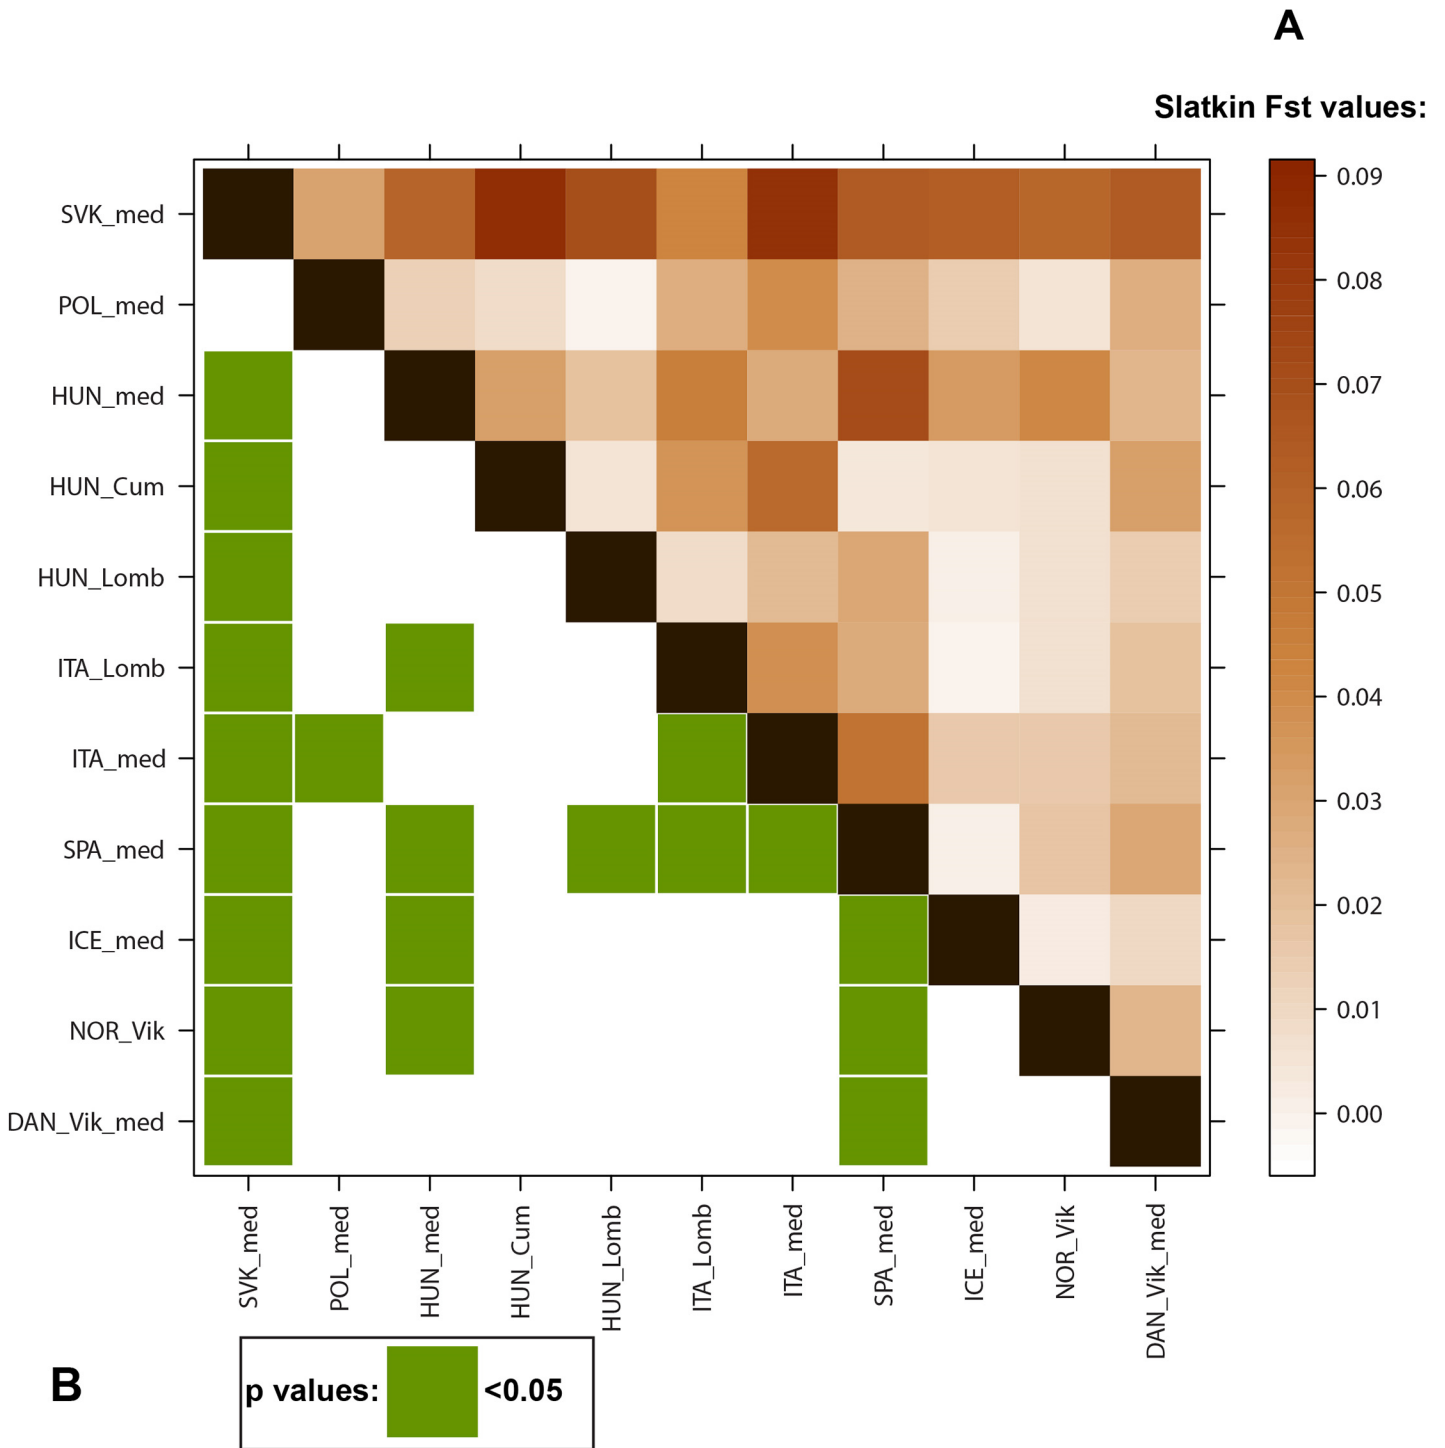 A
Slatkin Fst values:
SVK_med
POL_med
HUN_med
HUN_Cum
HUN_Lomb
ITA_Lomb
ITA_med
SPA_med
ICE_med
NOR_Vik
DAN_Vik_med
0.09
0.08
0.07
0.06
0.05
0.04
0.03
0.02
0.01
0.00
SVK_med
POL_med
HUN_med
HUN_Cum
HUN_Lomb
ITA_Lomb
ITA_med
SPA_med
ICE_med
NOR_Vik
DAN_Vik_med
B
p values: <0.05